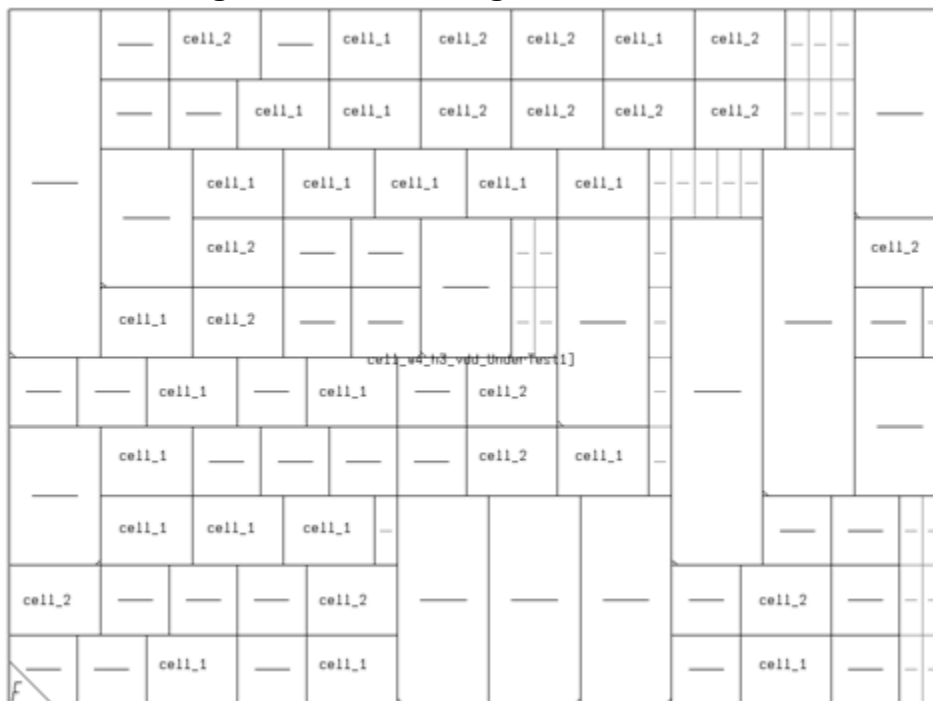 cell_2 cell_1 cell_2 cell_2 cell_1 cell_2
cell_1 cell_1 cell_2 cell_2 cell_2 cell_2
cell_1 cell_1 cell_1 cell_1 cell_1
cell_2 cell_2
cell_1 cell_2
cell_w4_h3_vdd_UnderTest1]
cell_1 cell_1 cell_2
cell_1 cell_2 cell_1
cell_1 cell_1 cell_1
cell_2 cell_2 cell_2
cell_1 cell_1 cell_1
F